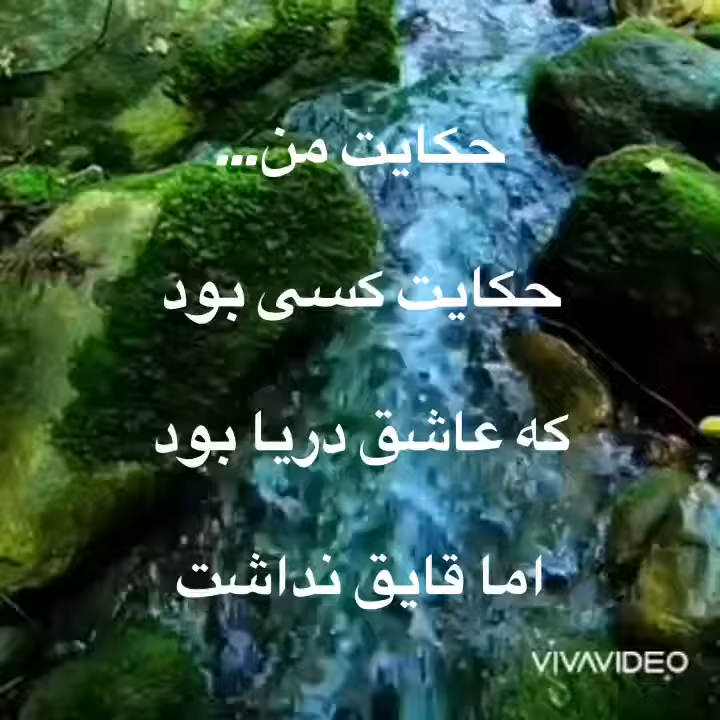 حکایت من...
حکایت کسی بود
که عاشق دریا بود
اما قایق نداشت
VIVAVIDEO